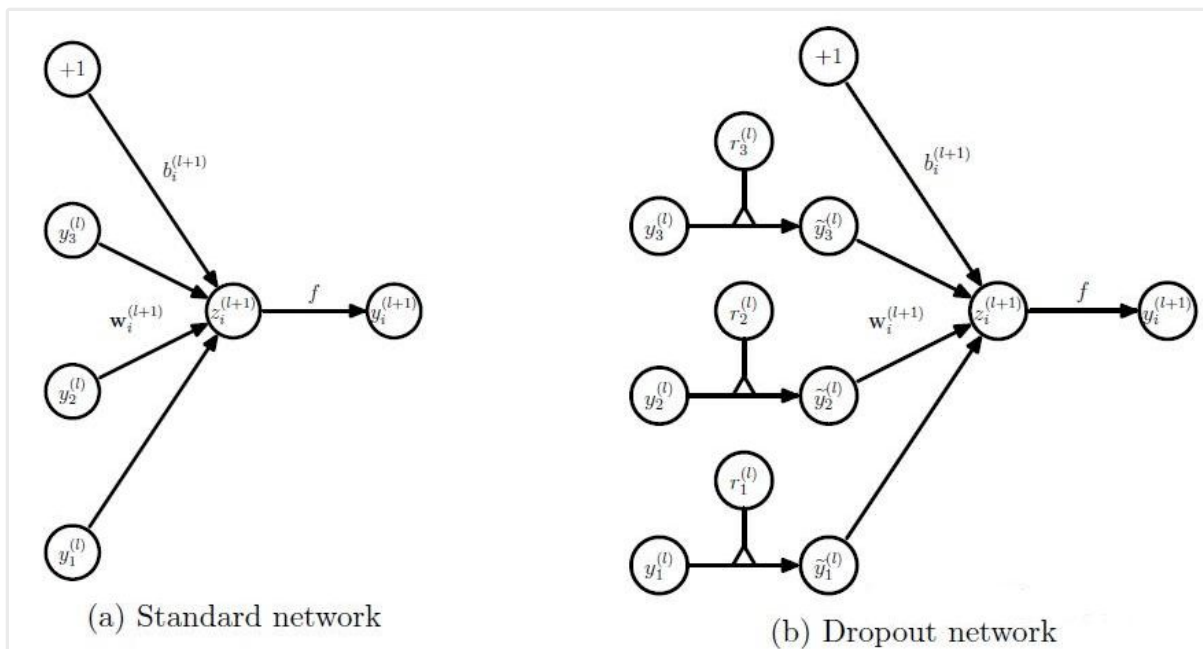 +1
b_i^{(l+1)}
y_3^{(l)}
w_i^{(l+1)}
z_i^{(l+1)}
f
y_i^{(l+1)}
y_2^{(l)}
y_1^{(l)}
(a) Standard network
+1
r_3^{(l)}
b_i^{(l+1)}
y_3^{(l)}
ỹ_3^{(l)}
r_2^{(l)}
w_i^{(l+1)}
z_i^{(l+1)}
f
y_i^{(l+1)}
y_2^{(l)}
ỹ_2^{(l)}
r_1^{(l)}
y_1^{(l)}
ỹ_1^{(l)}
(b) Dropout network